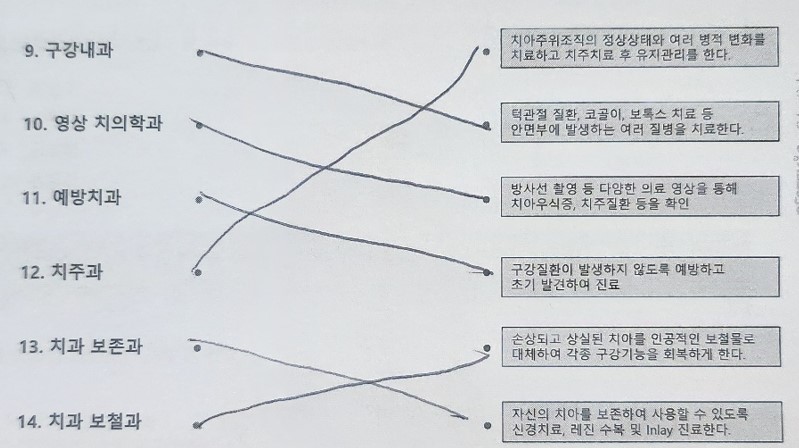 9. 구강내과
치아주위조직의 정상상태와 여러 병적 변화를
치료하고 치주치료 후 유지관리를 한다.
10. 영상 치의학과
턱관절 질환, 코골이, 보톡스 치료 등
안면부에 발생하는 여러 질병을 치료한다.
11. 예방치과
방사선 촬영 등 다양한 의료 영상을 통해
치아우식증, 치주질환 등을 확인
12. 치주과
구강질환이 발생하지 않도록 예방하고
초기 발견하여 진료
13. 치과 보존과
손상되고 상실된 치아를 인공적인 보철물로
대체하여 각종 구강기능을 회복하게 한다.
14. 치과 보철과
자신의 치아를 보존하여 사용할 수 있도록
신경치료, 레진 수복 및 Inlay 진료한다.